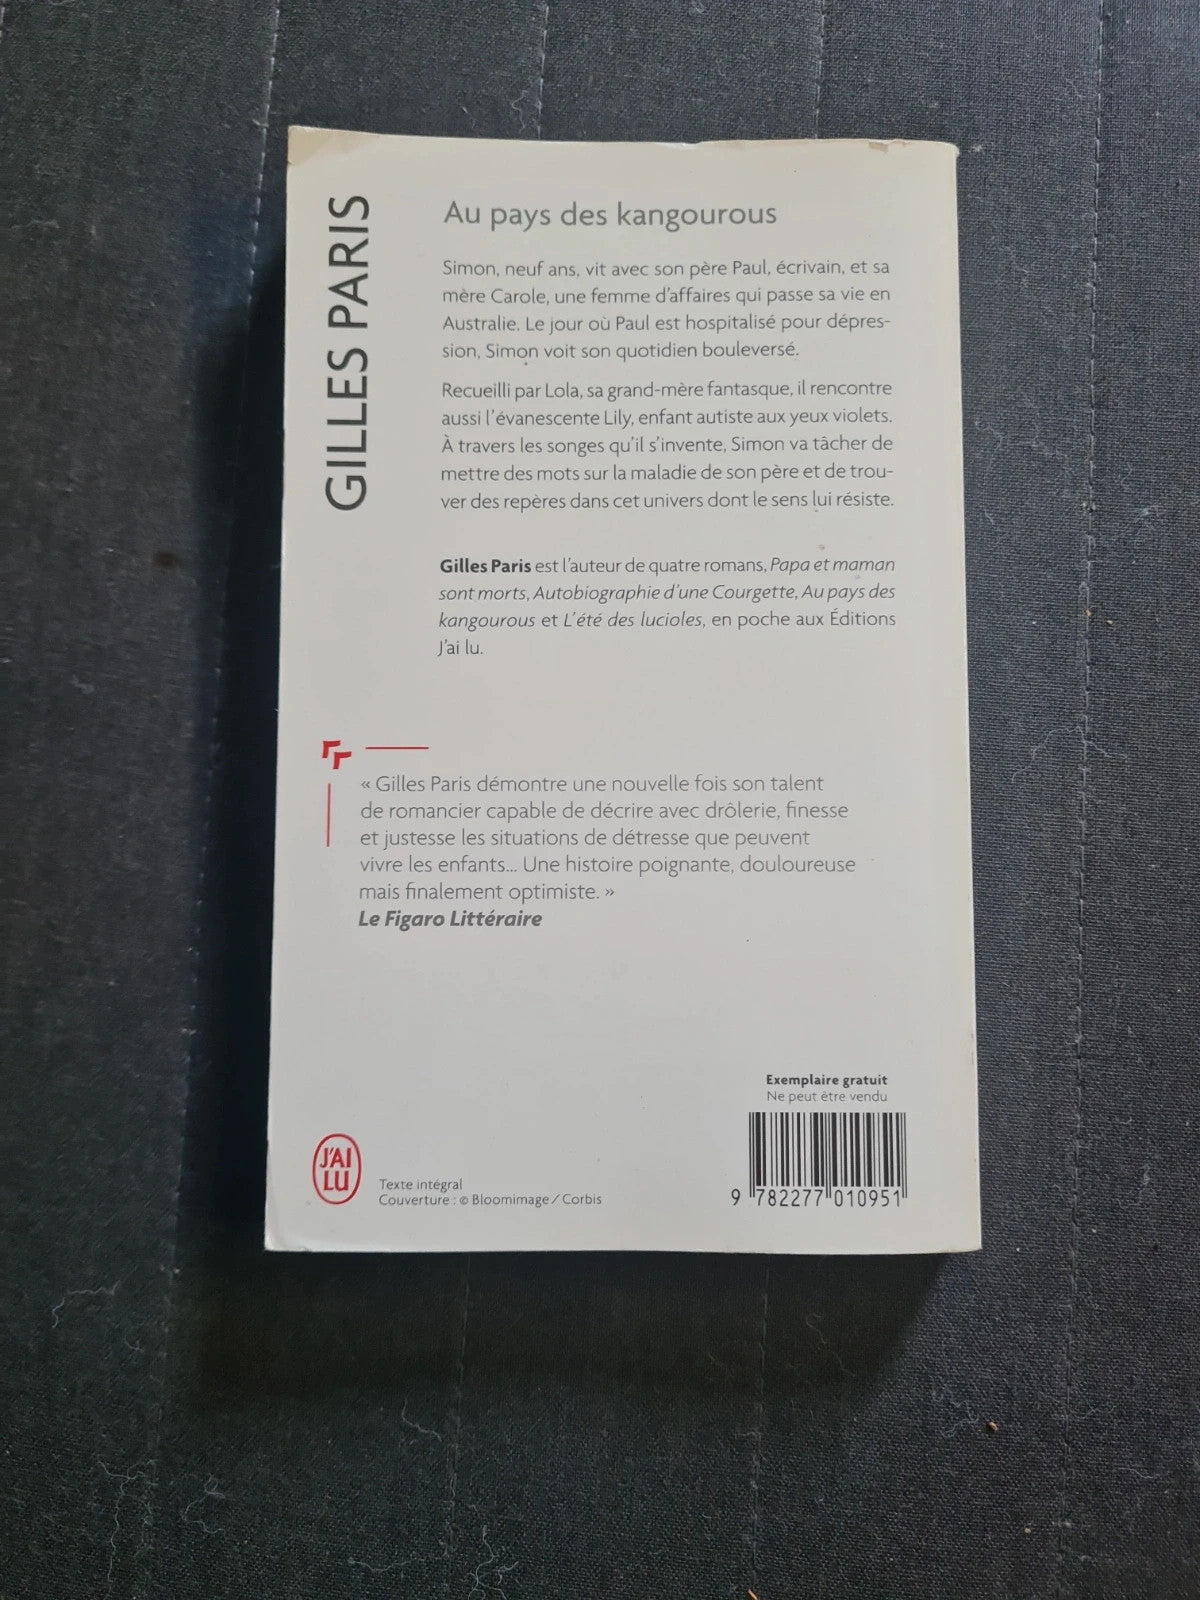 GILLES PARIS
Au pays des kangourous
Simon, neuf ans, vit avec son père Paul, écrivain, et sa
mère Carole, une femme d'affaires qui passe sa vie en
Australie. Le jour où Paul est hospitalisé pour dépres-
sion, Simon voit son quotidien bouleversé.
Recueilli par Lola, sa grand-mère fantasque, il rencontre
aussi l'évanescente Lily, enfant autiste aux yeux violets.
À travers les songes qu'il s'invente, Simon va tâcher de
mettre des mots sur la maladie de son père et de trou-
ver des repères dans cet univers dont le sens lui résiste.
Gilles Paris est l'auteur de quatre romans, Papa et maman
sont morts, Autobiographie d'une Courgette, Au pays des
kangourous et L'été des lucioles, en poche aux Éditions
J'ai lu.
« Gilles Paris démontre une nouvelle fois son talent
de romancier capable de décrire avec drôlerie, finesse
et justesse les situations de détresse que peuvent
vivre les enfants... Une histoire poignante, douloureuse
mais finalement optimiste. »
Le Figaro Littéraire
Exemplaire gratuit
Ne peut être vendu
J'AI
LU
Texte intégral
Couverture : © Bloomimage / Corbis
9 782277 010951